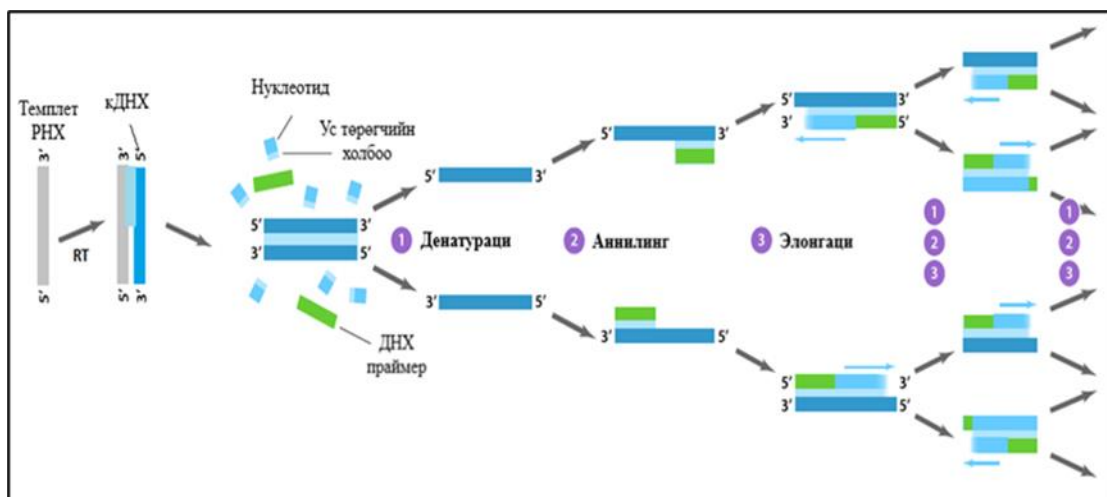 Темплет
РНХ
кДНХ
3'
5'
3'
5'
5'
3'
RT
Нуклеотид
Ус төрөгчийн
холбоо
5'
3'
3'
5'
ДНХ
праймер
5'
3'
3'
5'
1 Денатураци
5'
3'
3'
5'
2 Аннилинг
5'
3'
3'
5'
5'
3'
3'
5'
3 Элонгаци
1
2
3
1
2
3